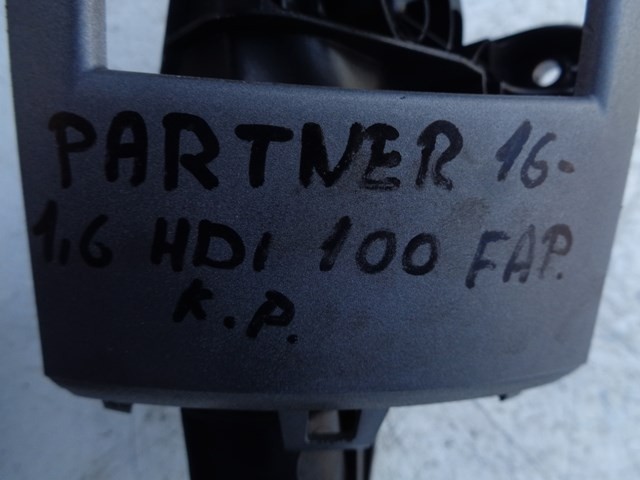 PARTNER 16-
1,6 HDI 100 FAP.
K.P.